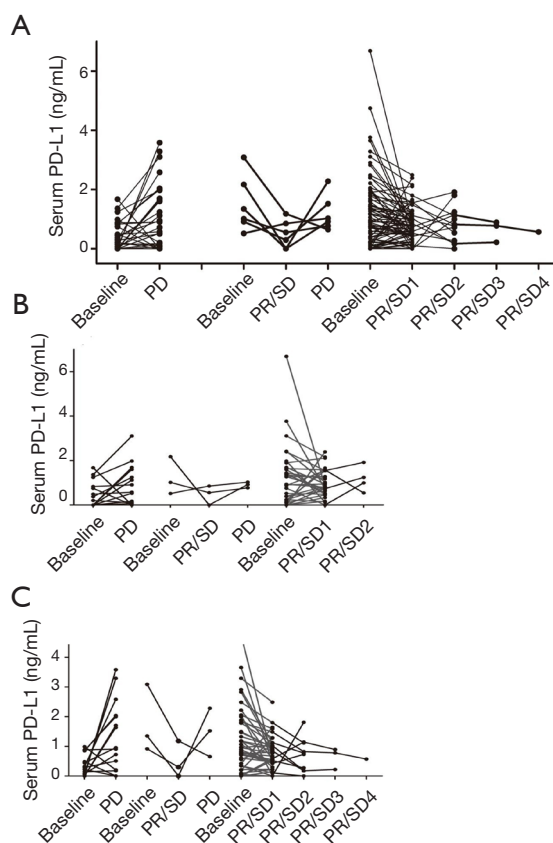 A
Serum PD-L1 (ng/mL)
6
4
2
0
Baseline
PD
Baseline
PR/SD
PD
Baseline
PR/SD1
PR/SD2
PR/SD3
PR/SD4
B
Serum PD-L1 (ng/mL)
6
4
2
0
Baseline
PD
Baseline
PR/SD
PD
Baseline
PR/SD1
PR/SD2
C
Serum PD-L1 (ng/mL)
4
3
2
1
0
Baseline
PD
Baseline
PR/SD
PD
Baseline
PR/SD1
PR/SD2
PR/SD3
PR/SD4